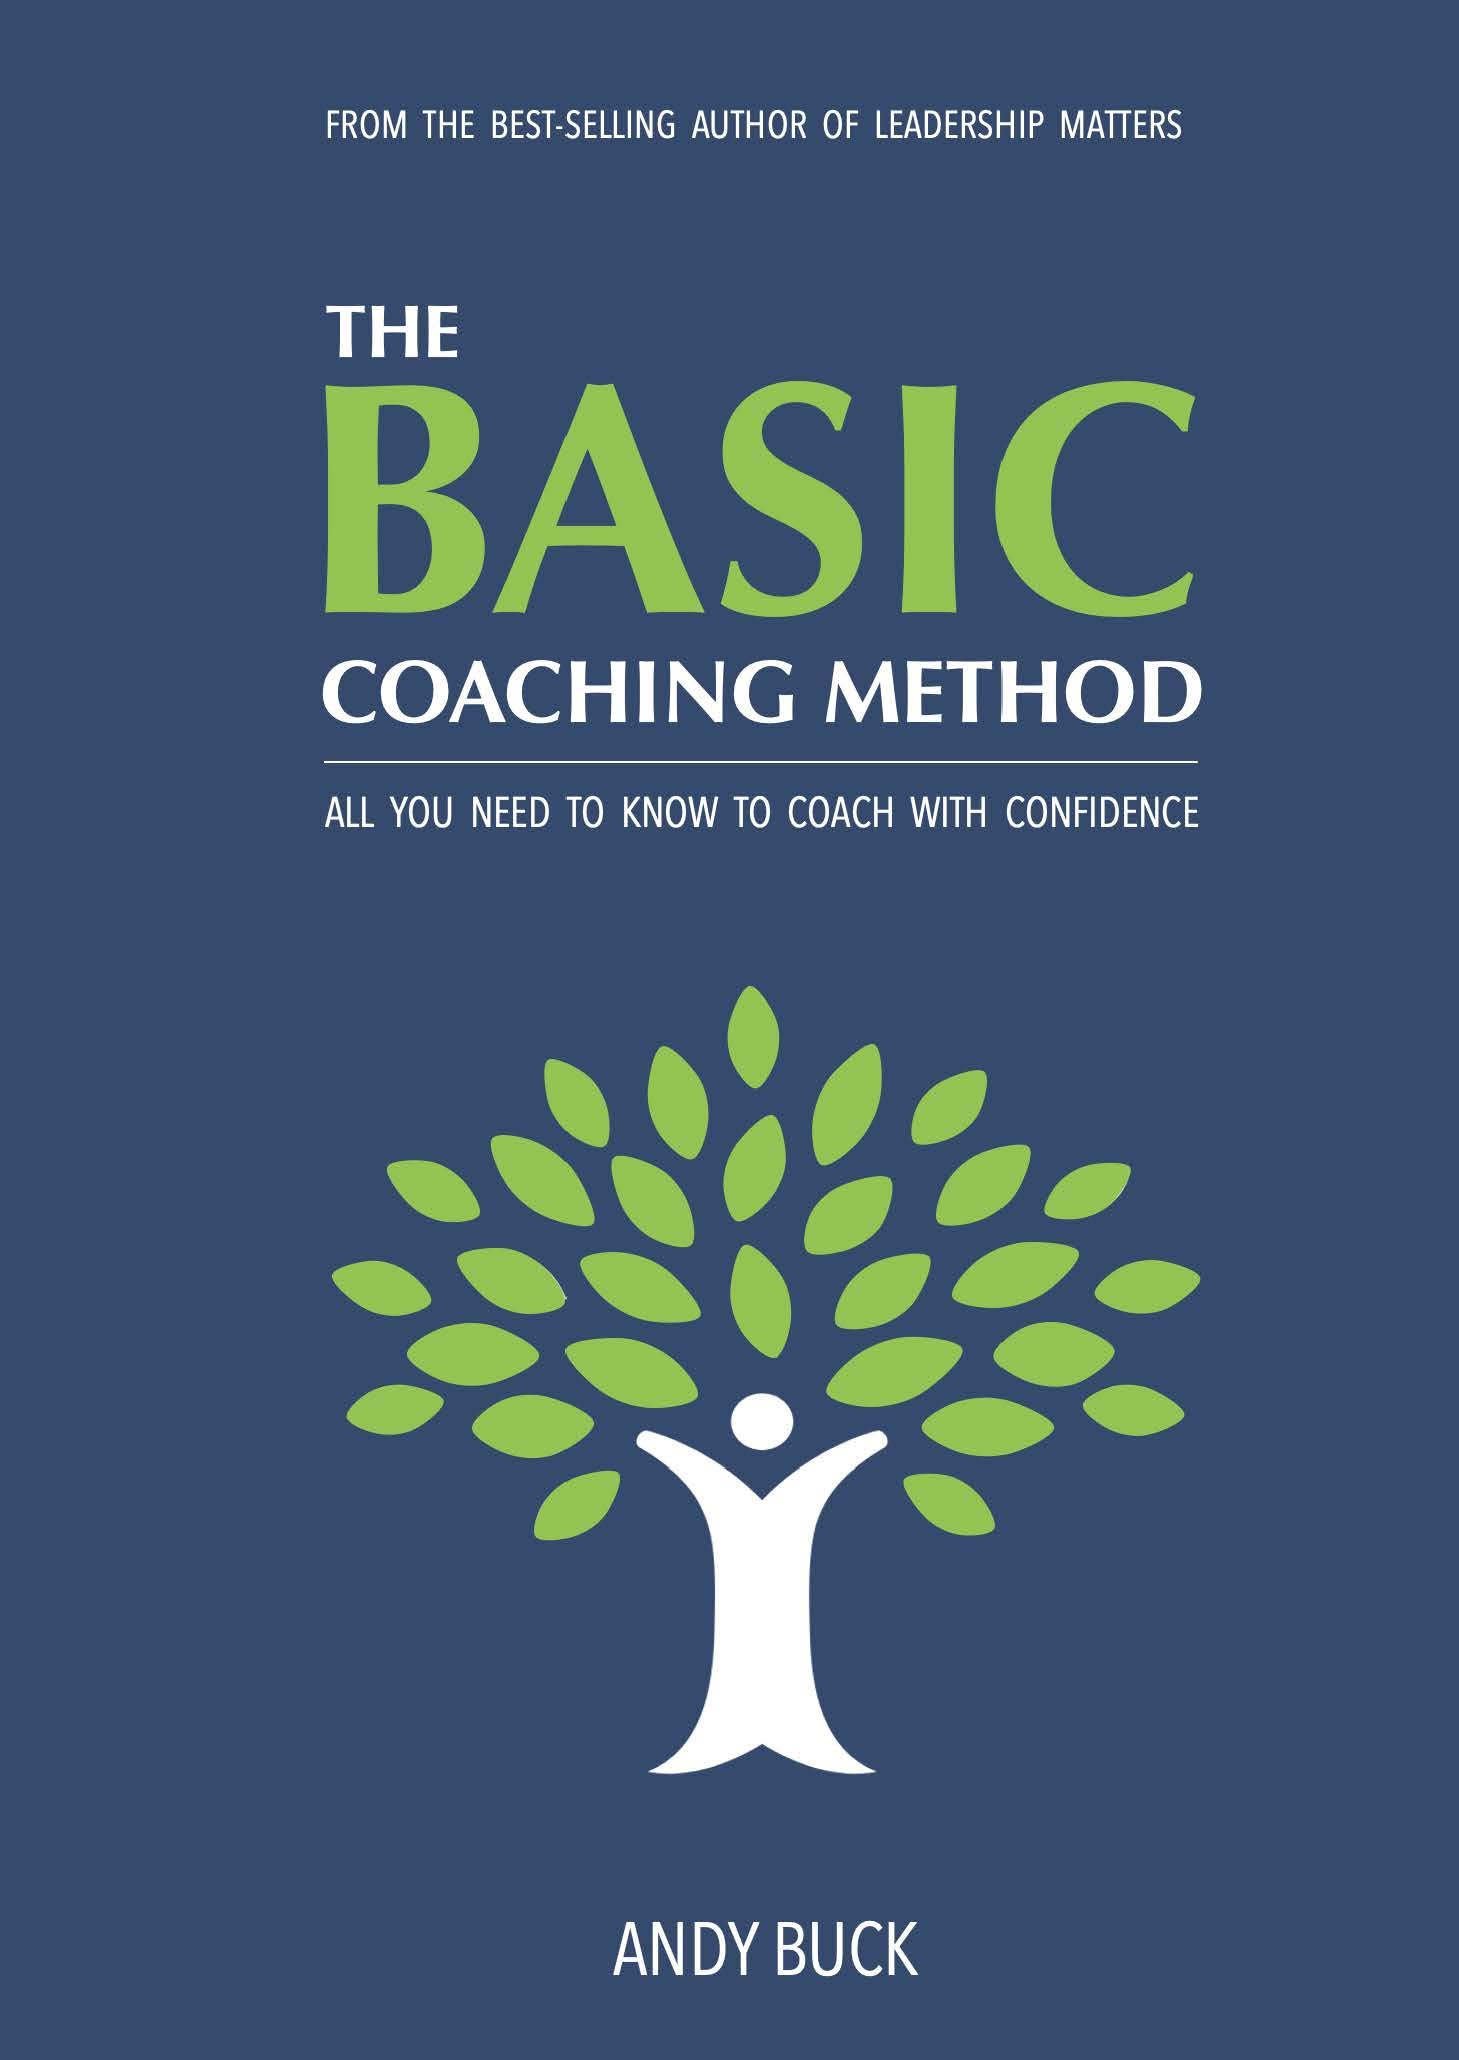 FROM THE BEST-SELLING AUTHOR OF LEADERSHIP MATTERS
THE
BASIC
COACHING METHOD
ALL YOU NEED TO KNOW TO COACH WITH CONFIDENCE
ANDY BUCK